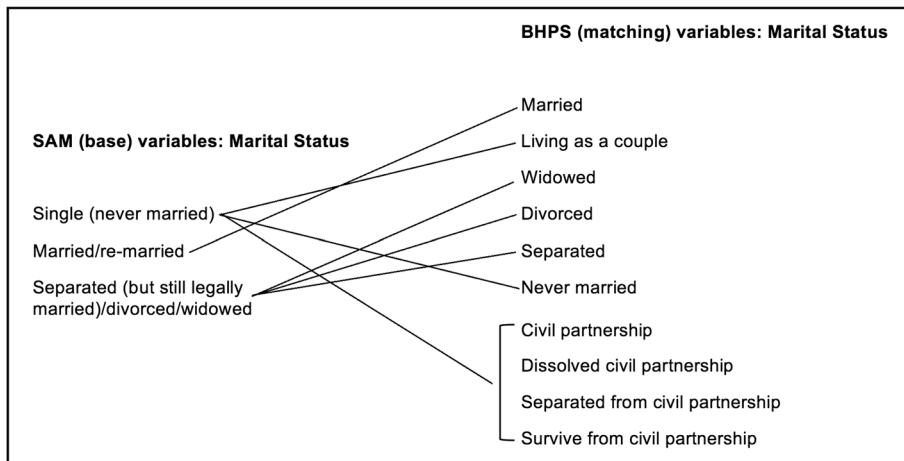 BHPS (matching) variables: Marital Status
SAM (base) variables: Marital Status
Single (never married)
Married/re-married
Separated (but still legally
married)/divorced/widowed
Married
Living as a couple
Widowed
Divorced
Separated
Never married
Civil partnership
Dissolved civil partnership
Separated from civil partnership
Survive from civil partnership